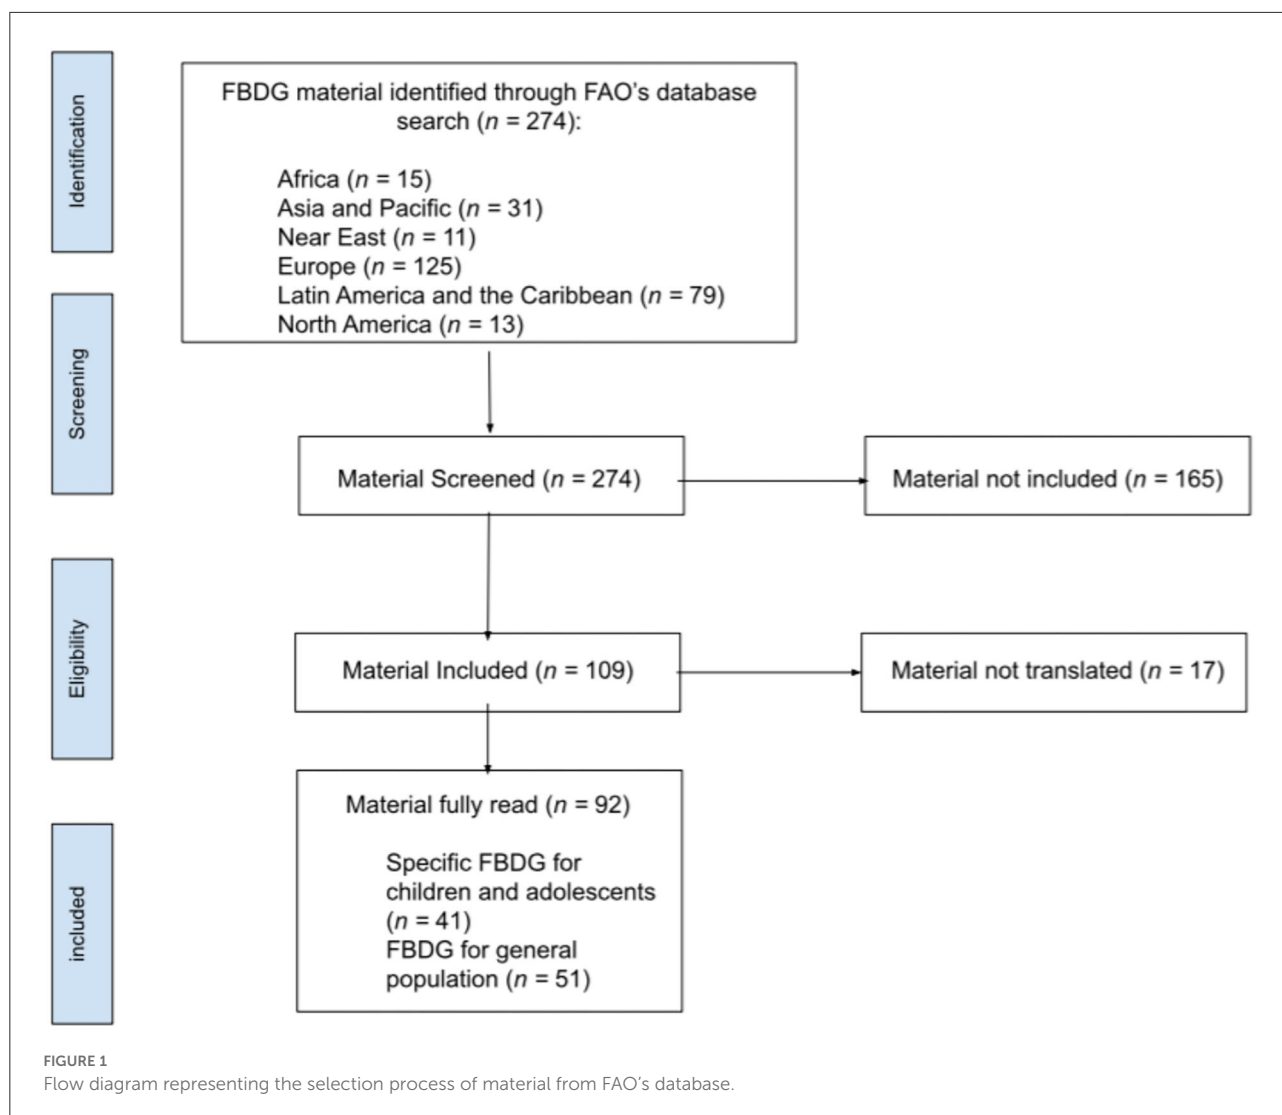 Identification
FBDG material identified through FAO's database
search (n = 274):
Africa (n = 15)
Asia and Pacific (n = 31)
Near East (n = 11)
Europe (n = 125)
Latin America and the Caribbean (n = 79)
North America (n = 13)
Screening
Material Screened (n = 274)
Material not included (n = 165)
Eligibility
Material Included (n = 109)
Material not translated (n = 17)
included
Material fully read (n = 92)
Specific FBDG for
children and adolescents
(n = 41)
FBDG for general
population (n = 51)
FIGURE 1
Flow diagram representing the selection process of material from FAO's database.